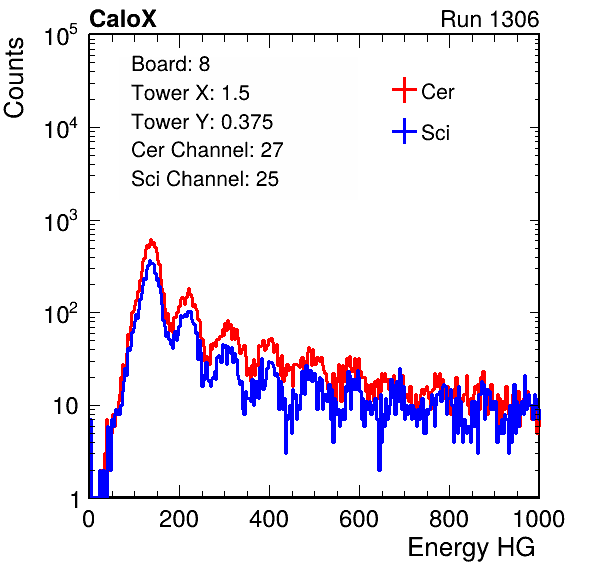 CaloX Run 1306
Counts
10^5
10^4
10^3
10^2
10
1
Board: 8
Tower X: 1.5
Tower Y: 0.375
Cer Channel: 27
Sci Channel: 25
Cer
Sci
0 200 400 600 800 1000
Energy HG